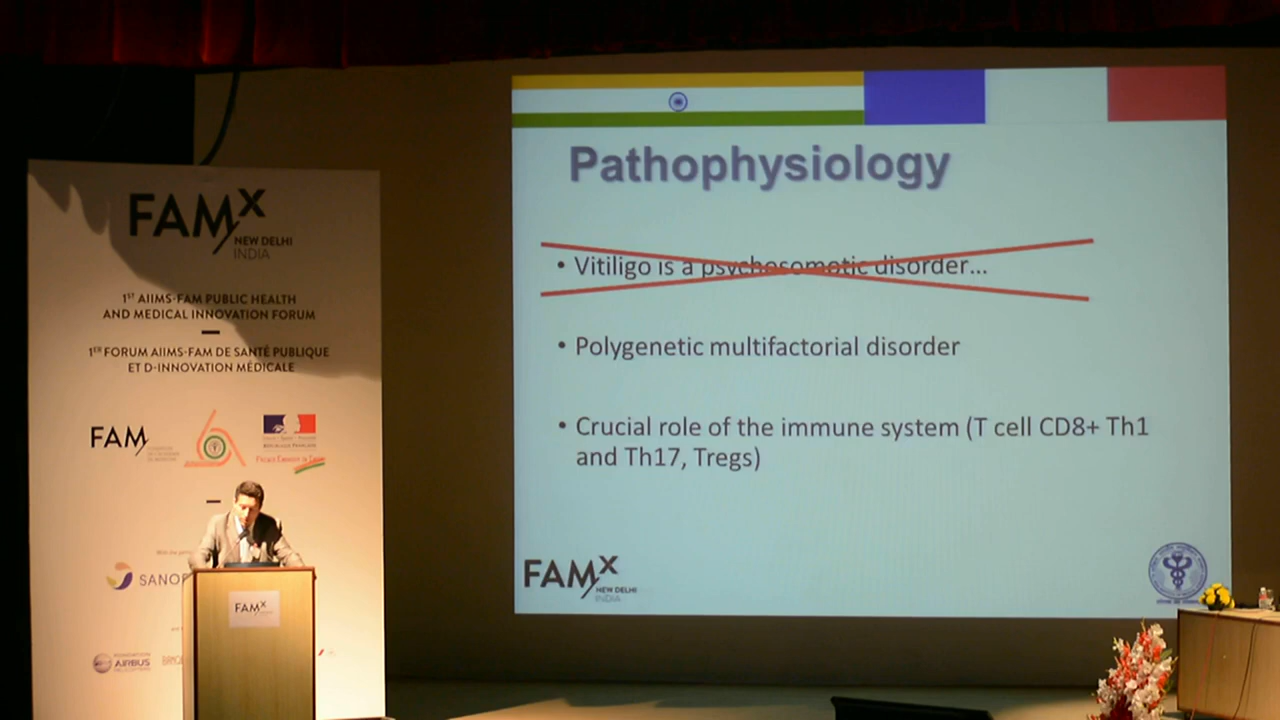 FAMX
NEW DELHI
INDIA
1ST AIIMS-FAM PUBLIC HEALTH
AND MEDICAL INNOVATION FORUM
1ER FORUM AIIMS-FAM DE SANTÉ PUBLIQUE
ET D-INNOVATION MÉDICALE
FAM
SANO
AIRBUS
FAMX
Pathophysiology
• Vitiligo is a psychosomatic disorder...
• Polygenetic multifactorial disorder
• Crucial role of the immune system (T cell CD8+ Th1
and Th17, Tregs)
FAMX
NEW DELHI
INDIA